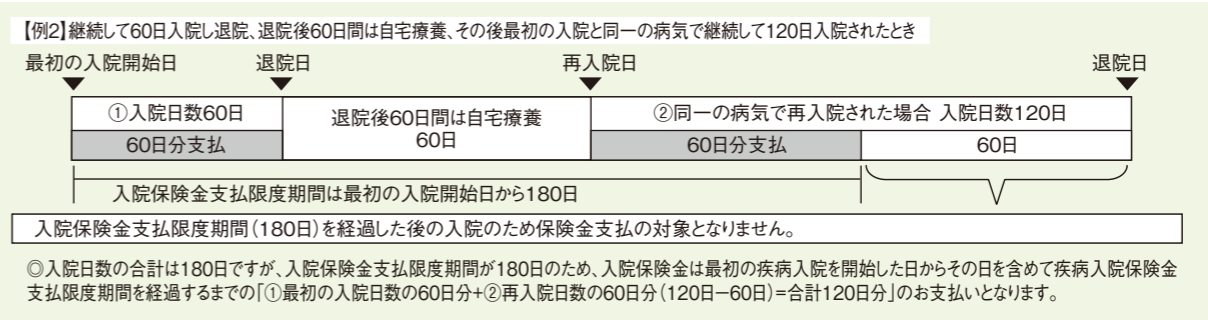 【例2】継続して60日入院し退院、退院後60日間は自宅療養、その後最初の入院と同一の病気で継続して120日入院されたとき
最初の入院開始日 退院日 再入院日 退院日
①入院日数60日
60日分支払
退院後60日間は自宅療養
60日
②同一の病気で再入院された場合 入院日数120日
60日分支払 60日
入院保険金支払限度期間は最初の入院開始日から180日
入院保険金支払限度期間(180日)を経過した後の入院のため保険金支払の対象となりません。
◎入院日数の合計は180日ですが、入院保険金支払限度期間が180日のため、入院保険金は最初の疾病入院を開始した日からその日を含めて疾病入院保険金
支払限度期間を経過するまでの「①最初の入院日数の60日分+②再入院日数の60日分(120日−60日)=合計120日分」のお支払いとなります。